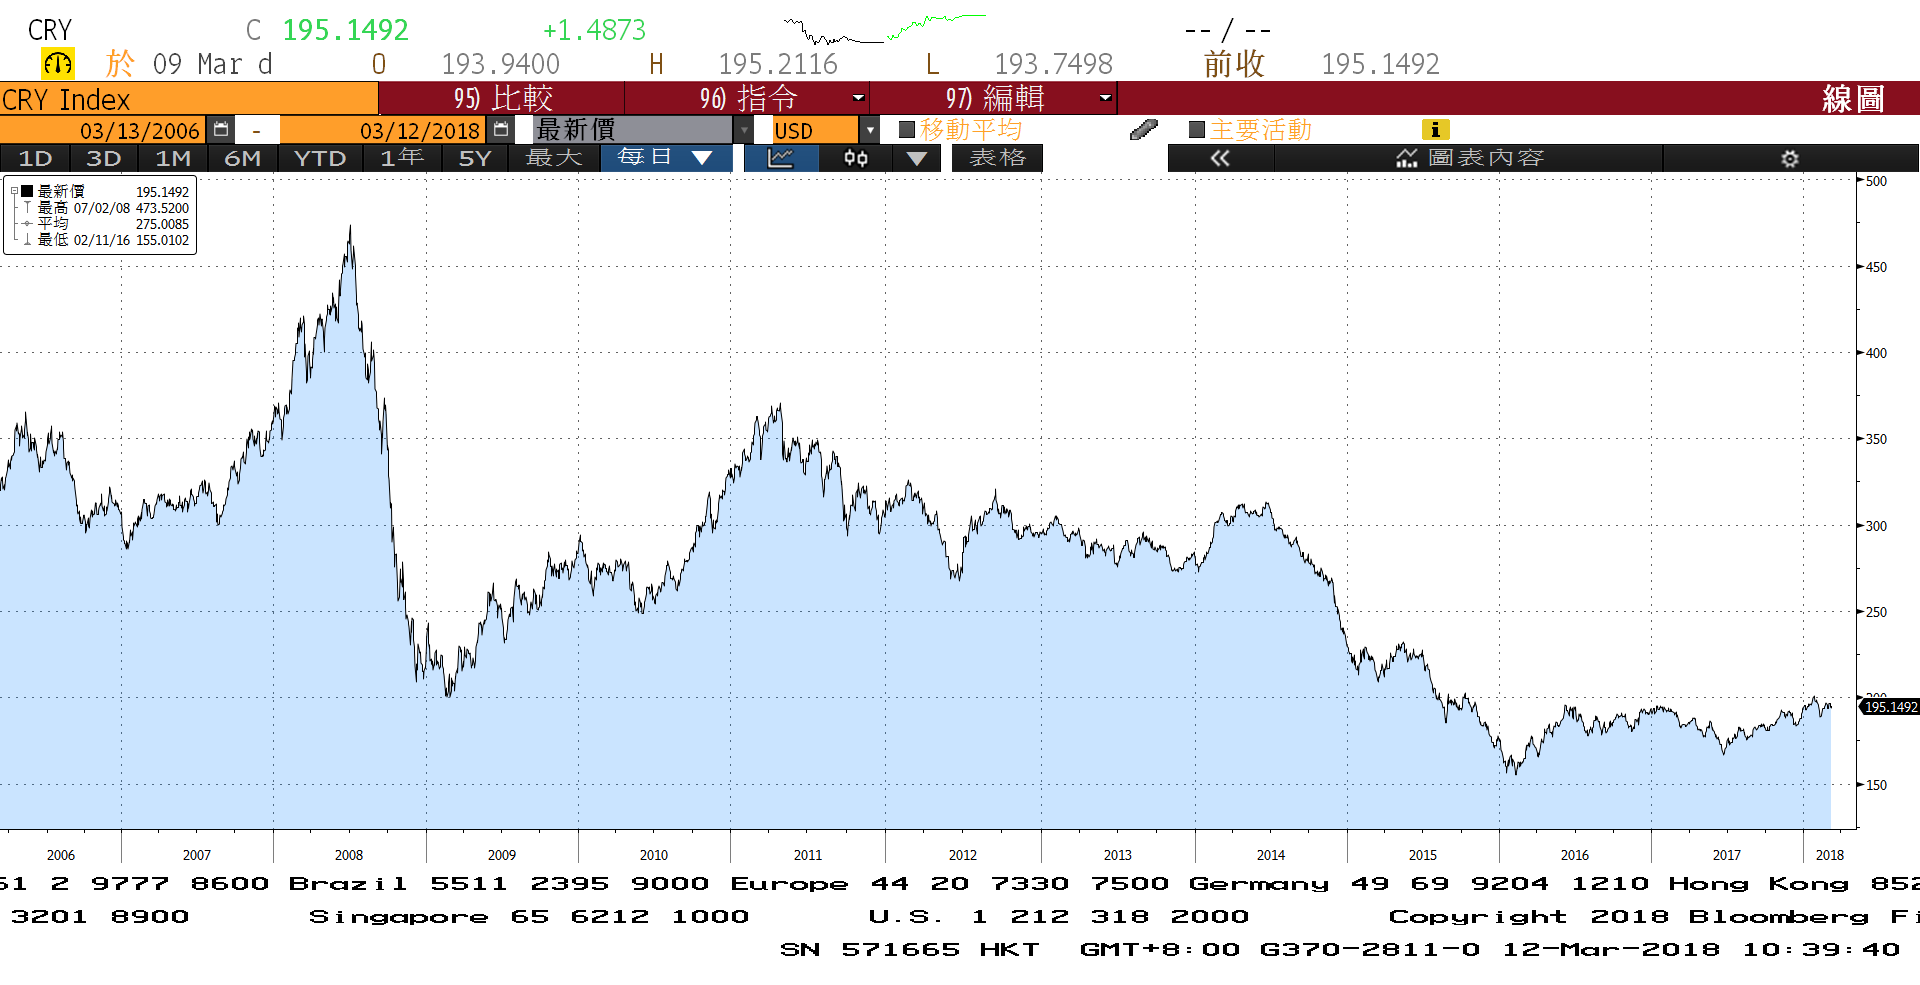 CRY C 195.1492 +1.4873 -- / --
於 09 Mar d O 193.9400 H 195.2116 L 193.7498 前收 195.1492
CRY Index 95) 比較 96) 指令 97) 編輯 線圖
03/13/2006 - 03/12/2018 最新價 USD 移動平均 主要活動
1D 3D 1M 6M YTD 1年 5Y 最大 每日 ▼ 表格 « 圖表內容
最新價 195.1492
最高 07/02/08 473.5200
平均 275.0085
最低 02/11/16 155.0102
500
450
400
350
300
250
200
195.1492
150
2006 2007 2008 2009 2010 2011 2012 2013 2014 2015 2016 2017 2018
61 2 9777 8600 Brazil 5511 2395 9000 Europe 44 20 7330 7500 Germany 49 69 9204 1210 Hong Kong 852
3201 8900 Singapore 65 6212 1000 U.S. 1 212 318 2000 Copyright 2018 Bloomberg Fi
SN 571665 HKT GMT+8:00 G370-2811-0 12-Mar-2018 10:39:40